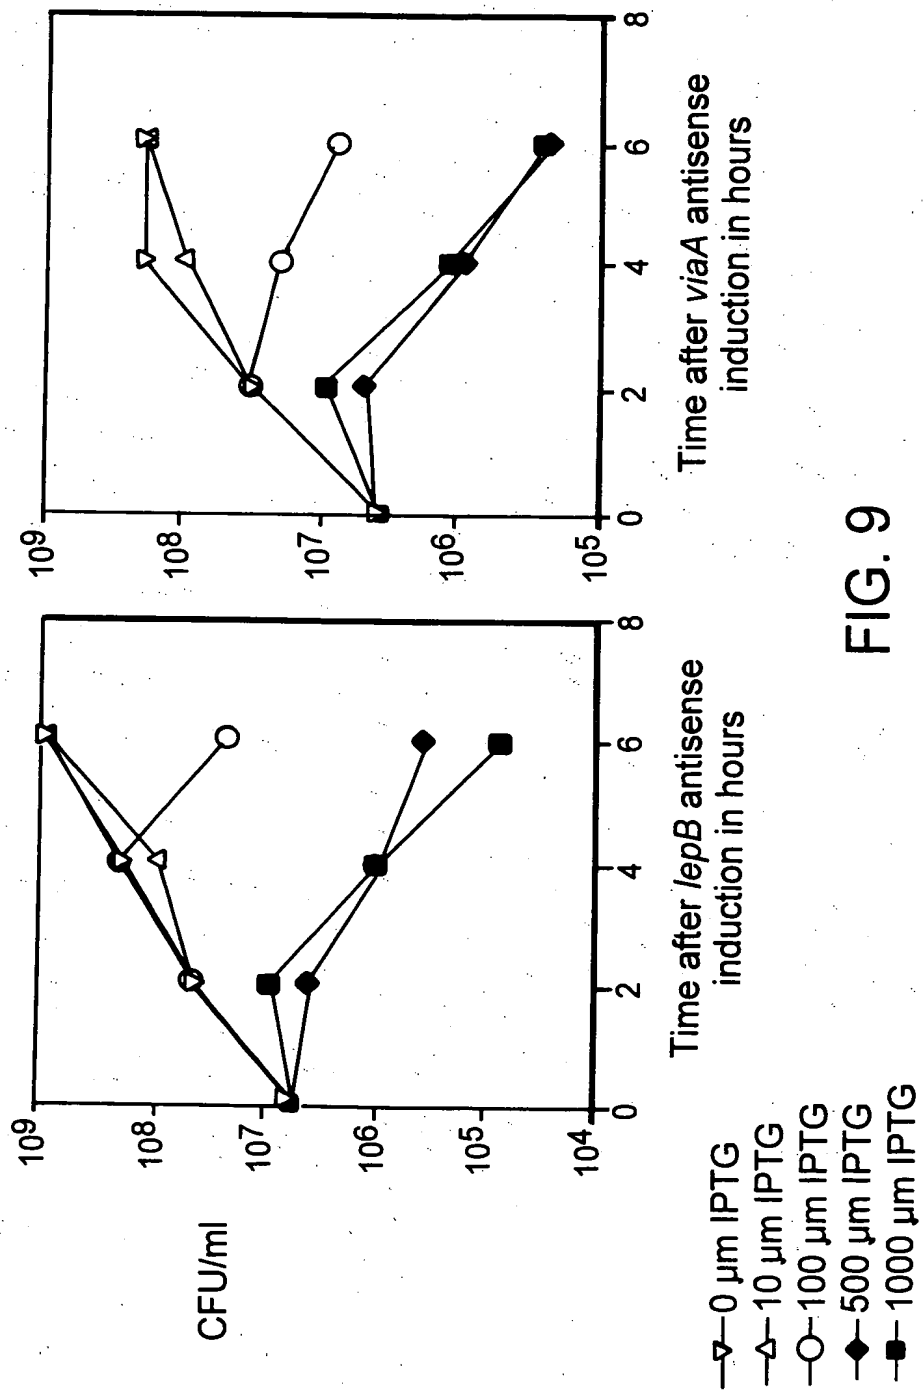 CFU/ml
10⁹
10⁸
10⁷
10⁶
10⁵
10⁴
0
2
4
6
8
Time after lepB antisense
induction in hours
10⁹
10⁸
10⁷
10⁶
10⁵
0
2
4
6
8
Time after viaA antisense
induction in hours
0 µm IPTG
10 µm IPTG
100 µm IPTG
500 µm IPTG
1000 µm IPTG
FIG. 9